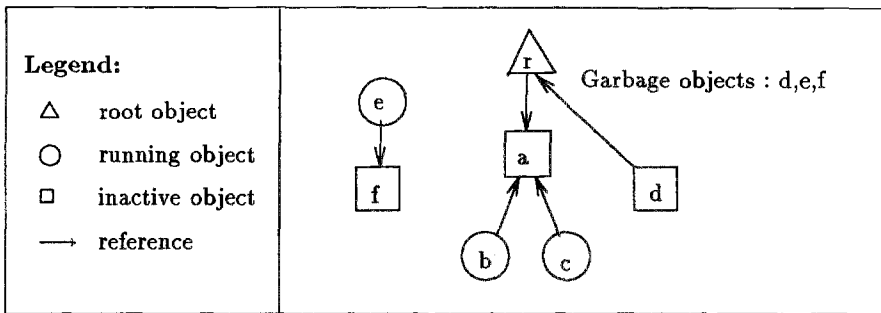 Legend:
root object
running object
inactive object
reference
r
Garbage objects : d,e,f
e
a
f
d
b
c